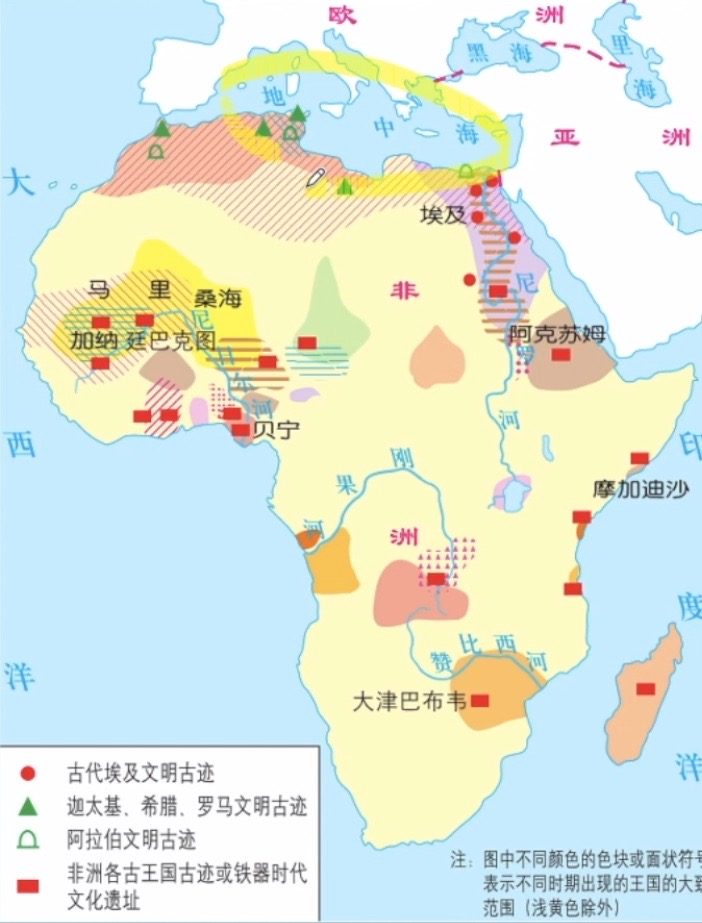 欧 洲
黑 海
里
海
地
中
海
亚 洲
大
埃及
尼
非
马 里 桑海
尼
加纳 廷巴克图
日
尔
河
阿克苏姆
罗
河
贝宁
西
印
刚
果
河
摩加迪沙
洲
度
赞 比 西 河
洋
大津巴布韦
洋
古代埃及文明古迹
迦太基、希腊、罗马文明古迹
阿拉伯文明古迹
非洲各古王国古迹或铁器时代
文化遗址
注：图中不同颜色的色块或面状符号
表示不同时期出现的王国的大致
范围（浅黄色除外）